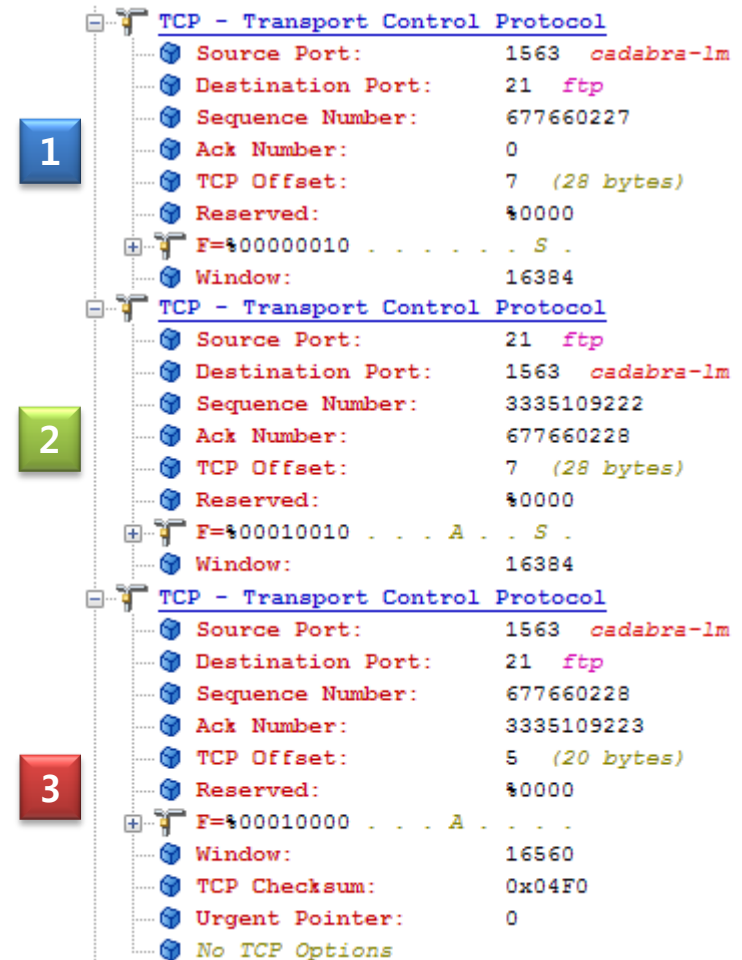 TCP - Transport Control Protocol
Source Port: 1563 cadabra-lm
Destination Port: 21 ftp
Sequence Number: 677660227
1
Ack Number: 0
TCP Offset: 7 (28 bytes)
Reserved: %0000
F=%00000010 . . . . . . S .
Window: 16384
TCP - Transport Control Protocol
Source Port: 21 ftp
Destination Port: 1563 cadabra-lm
Sequence Number: 3335109222
2
Ack Number: 677660228
TCP Offset: 7 (28 bytes)
Reserved: %0000
F=%00010010 . . . A . . S .
Window: 16384
TCP - Transport Control Protocol
Source Port: 1563 cadabra-lm
Destination Port: 21 ftp
Sequence Number: 677660228
Ack Number: 3335109223
TCP Offset: 5 (20 bytes)
3
Reserved: %0000
F=%00010000 . . . A . . . .
Window: 16560
TCP Checksum: 0x04F0
Urgent Pointer: 0
No TCP Options